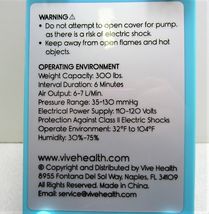 WARNING ⚠
• Do not attempt to open cover for pump,
as there is a risk of electric shock.
• Keep away from open flames and hot
objects.
OPERATING ENVIRONMENT
Weight Capacity: 300 lbs.
Interval Duration: 6 Minutes
Air Output: 6-7 L/Min.
Pressure Range: 35-130 mmHg
Electrical Power Supply: 110-120 Volts
Protection Against Class II Electric Shocks
Operate Environment: 32°F to 104°F
Humidity: 30%-75%
www.vivehealth.com
© Copyright and Distributed by Vive Health
8955 Fontana Del Sol Way, Naples, FL 34109
All Rights Reserved. Made in China.
Email: service@vivehealth.com